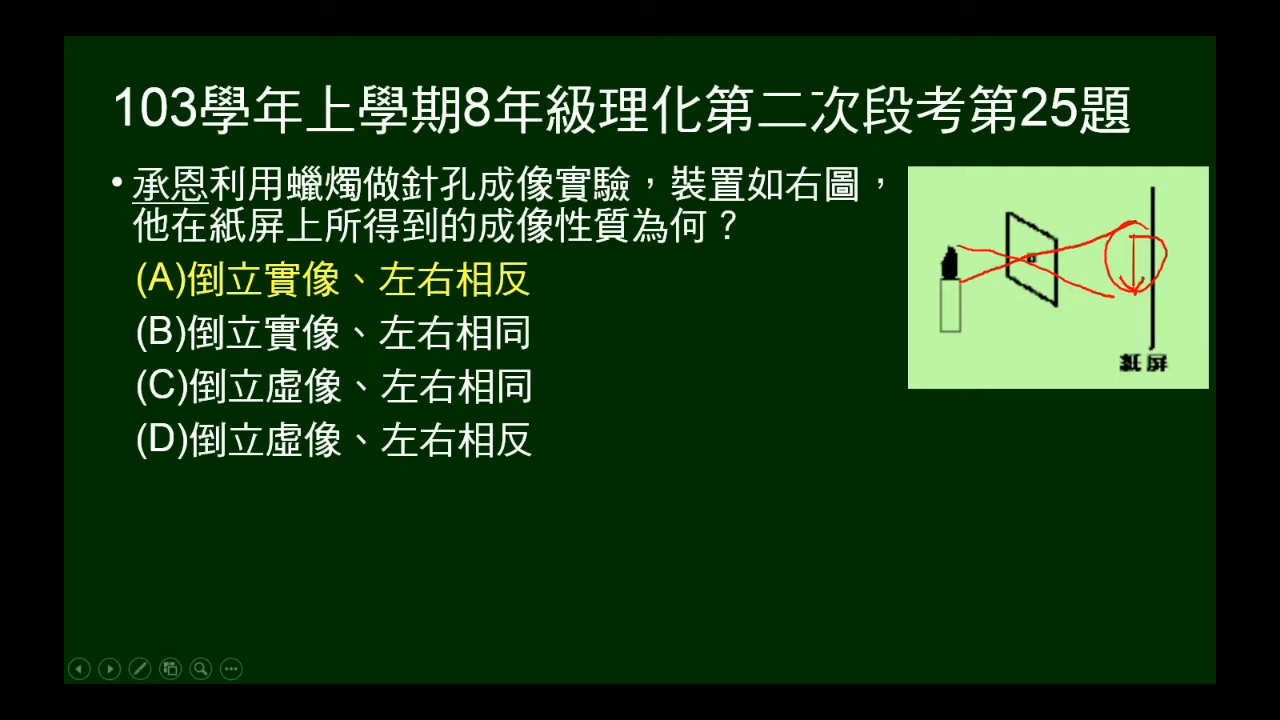 103學年上學期8年級理化第二次段考第25題
• 承恩利用蠟燭做針孔成像實驗，裝置如右圖，
他在紙屏上所得到的成像性質為何？
(A)倒立實像、左右相反
(B)倒立實像、左右相同
(C)倒立虛像、左右相同
(D)倒立虛像、左右相反
紙屏